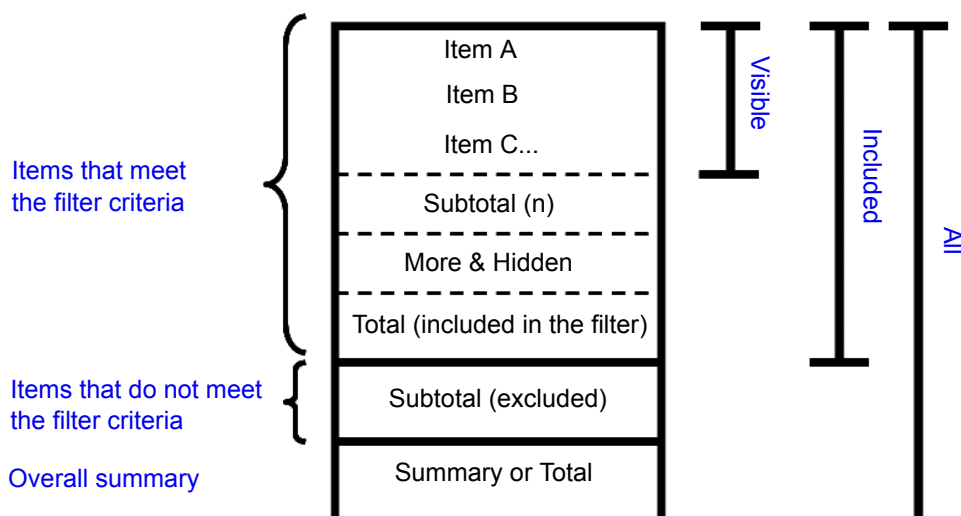 Item A
Item B
Item C...
Subtotal (n)
More & Hidden
Total (included in the filter)
Subtotal (excluded)
Summary or Total
Items that meet
the filter criteria
Items that do not meet
the filter criteria
Overall summary
Visible
Included
All